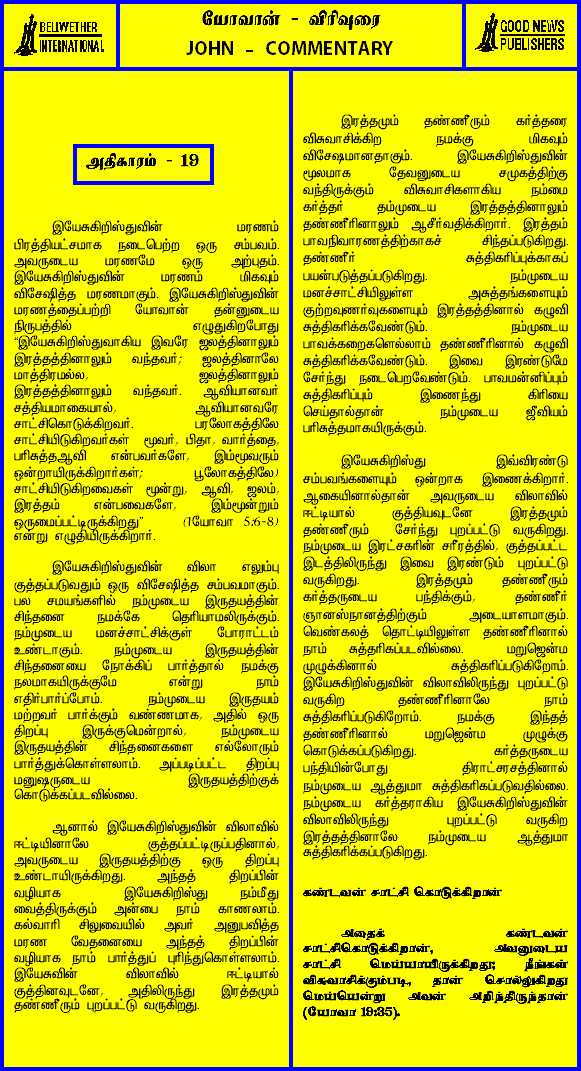 BELLWETHER
INTERNATIONAL
யோவான் - விரிவுரை
JOHN - COMMENTARY
GOOD NEWS
PUBLISHERS
அதிகாரம் - 19
இயேசுகிறிஸ்துவின் மரணம்
பிரத்தியட்சமாக நடைபெற்ற ஒரு சம்பவம்.
அவருடைய மரணமே ஒரு அற்புதம்.
இயேசுகிறிஸ்துவின் மரணம் மிகவும்
விசேஷித்த மரணமாகும். இயேசுகிறிஸ்துவின்
மரணத்தைப்பற்றி யோவான் தன்னுடைய
நிருபத்தில் எழுதுகிறபோது
"இயேசுகிறிஸ்துவாகிய இவரே ஜலத்தினாலும்
இரத்தத்தினாலும் வந்தவர்; ஜலத்தினாலே
மாத்திரமல்ல, ஜலத்தினாலும்
இரத்தத்தினாலும் வந்தவர். ஆவியானவர்
சத்தியமாகையால், ஆவியானவரே
சாட்சிகொடுக்கிறவர். பரலோகத்திலே
சாட்சியிடுகிறவர்கள் மூவர், பிதா, வார்த்தை,
பரிசுத்தஆவி என்பவர்களே, இம்மூவரும்
ஒன்றாயிருக்கிறார்கள்; பூலோகத்திலே)
சாட்சியிடுகிறவைகள் மூன்று, ஆவி, ஜலம்,
இரத்தம் என்பவைகளே, இம்மூன்றும்
ஒருமைப்பட்டிருக்கிறது" (1யோவா 5:6-8)
என்று எழுதியிருக்கிறார்.
இயேசுகிறிஸ்துவின் விலா எலும்பு
குத்தப்படுவதும் ஒரு விசேஷித்த சம்பவமாகும்.
பல சமயங்களில் நம்முடைய இருதயத்தின்
சிந்தனை நமக்கே தெரியாமலிருக்கும்.
நம்முடைய மனச்சாட்சிக்குள் போராட்டம்
உண்டாகும். நம்முடைய இருதயத்தின்
சிந்தனையை நோக்கிப் பார்த்தால் நமக்கு
நலமாகயிருக்குமே என்று நாம்
எதிர்பார்ப்போம். நம்முடைய இருதயம்
மற்றவர் பார்க்கும் வண்ணமாக, அதில் ஒரு
திறப்பு இருக்குமென்றால், நம்முடைய
இருதயத்தின் சிந்தனைகளை எல்லோரும்
பார்த்துக்கொள்ளலாம். அப்படிப்பட்ட திறப்பு
மனுஷருடைய இருதயத்திற்குக்
கொடுக்கப்படவில்லை.
ஆனால் இயேசுகிறிஸ்துவின் விலாவில்
ஈட்டியினாலே குத்தப்பட்டிருப்பதினால்,
அவருடைய இருதயத்திற்கு ஒரு திறப்பு
உண்டாயிருக்கிறது. அந்தத் திறப்பின்
வழியாக இயேசுகிறிஸ்து நம்மீது
வைத்திருக்கும் அன்பை நாம் காணலாம்.
கல்வாரி சிலுவையில் அவர் அனுபவித்த
மரண வேதனையை அந்தத் திறப்பின்
வழியாக நாம் பார்த்துப் புரிந்துகொள்ளலாம்.
இயேசுவின் விலாவில் ஈட்டியால்
குத்தினவுடனே, அதிலிருந்து இரத்தமும்
தண்ணீரும் புறப்பட்டு வருகிறது.
இரத்தமும் தண்ணீரும் கர்த்தரை
விசுவாசிக்கிற நமக்கு மிகவும்
விசேஷமானதாகும். இயேசுகிறிஸ்துவின்
மூலமாக தேவனுடைய சமுகத்திற்கு
வந்திருக்கும் விசுவாசிகளாகிய நம்மை
கர்த்தர் தம்முடைய இரத்தத்தினாலும்
தண்ணீரினாலும் ஆசீர்வதிக்கிறார். இரத்தம்
பாவநிவாரணத்திற்காகச் சிந்தப்படுகிறது.
தண்ணீர் சுத்திகரிப்புக்காகப்
பயன்படுத்தப்படுகிறது. நம்முடைய
மனச்சாட்சியிலுள்ள அசுத்தங்களையும்
குற்றவுணர்வுகளையும் இரத்தத்தினால் கழுவி
சுத்திகரிக்கவேண்டும். நம்முடைய
பாவக்கறைகளெல்லாம் தண்ணீரினால் கழுவி
சுத்திகரிக்கவேண்டும். இவை இரண்டுமே
சேர்ந்து நடைபெறவேண்டும். பாவமன்னிப்பும்
சுத்திகரிப்பும் இணைந்து கிரியை
செய்தால்தான் நம்முடைய ஜீவியம்
பரிசுத்தமாகயிருக்கும்.
இயேசுகிறிஸ்து இவ்விரண்டு
சம்பவங்களையும் ஒன்றாக இணைக்கிறார்.
ஆகையினால்தான் அவருடைய விலாவில்
ஈட்டியால் குத்தியவுடனே இரத்தமும்
தண்ணீரும் சேர்ந்து புறப்பட்டு வருகிறது.
நம்முடைய இரட்சகரின் சரீரத்தில், குத்தப்பட்ட
இடத்திலிருந்து இவை இரண்டும் புறப்பட்டு
வருகிறது. இரத்தமும் தண்ணீரும்
கர்த்தருடைய பந்திக்கும், தண்ணீர்
ஞானஸ்நானத்திற்கும் அடையாளமாகும்.
வெண்கலத் தொட்டியிலுள்ள தண்ணீரினால்
நாம் சுத்தரிகப்படவில்லை. மறுஜென்ம
முழுக்கினால் சுத்திகரிப்படுகிறோம்.
இயேசுகிறிஸ்துவின் விலாவிலிருந்து புறப்பட்டு
வருகிற தண்ணீரினாலே நாம்
சுத்திகரிப்படுகிறோம். நமக்கு இந்தத்
தண்ணீரினால் மறுஜென்ம முழுக்கு
கொடுக்கப்படுகிறது. கர்த்தருடைய
பந்தியின்போது திராட்சரசத்தினால்
நம்முடைய ஆத்துமா சுத்திகரிகப்படுவதில்லை.
நம்முடைய கர்த்தராகிய இயேசுகிறிஸ்துவின்
விலாவிலிருந்து புறப்பட்டு வருகிற
இரத்தத்தினாலே நம்முடைய ஆத்துமா
சுத்திகரிக்கப்படுகிறது.
கண்டவன் சாட்சி கொடுக்கிறான்
அதைக் கண்டவன்
சாட்சிகொடுக்கிறான், அவனுடைய
சாட்சி மெய்யாயிருக்கிறது; நீங்கள்
விசுவாசிக்கும்படி, தான் சொல்லுகிறது
மெய்யென்று அவன் அறிந்திருந்தான்
(யோவா 19:35).